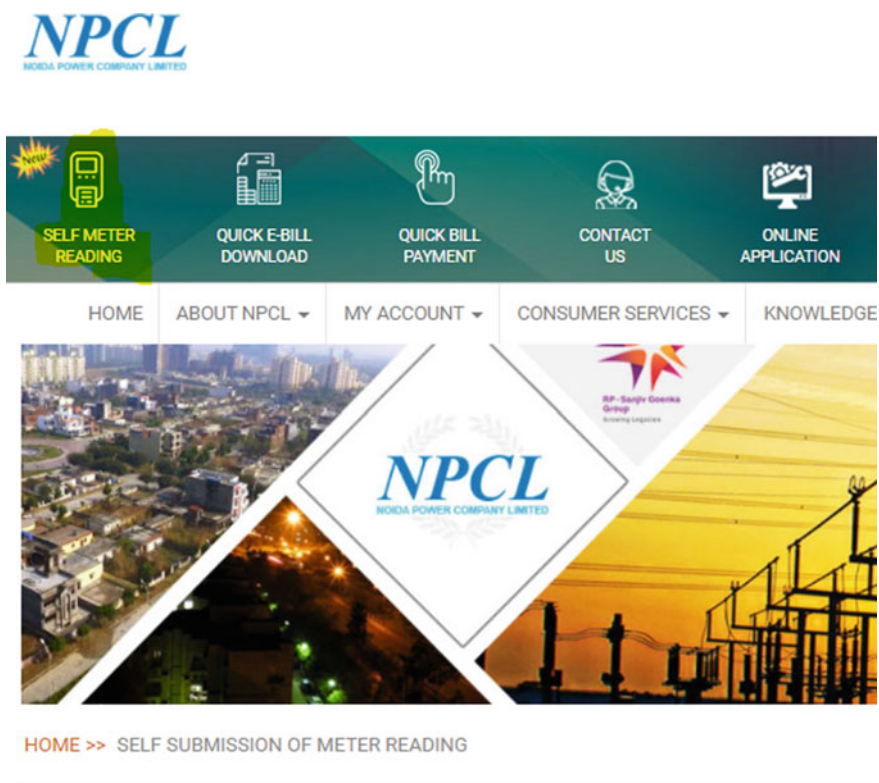 NPCL
NOIDA POWER COMPANY LIMITED
New
SELF METER
READING
QUICK E-BILL
DOWNLOAD
QUICK BILL
PAYMENT
CONTACT
US
ONLINE
APPLICATION
HOME
ABOUT NPCL
MY ACCOUNT
CONSUMER SERVICES
KNOWLEDGE
RP-Sanjiv Goenka
Group
Growing Legacies
NPCL
NOIDA POWER COMPANY LIMITED
HOME >> SELF SUBMISSION OF METER READING